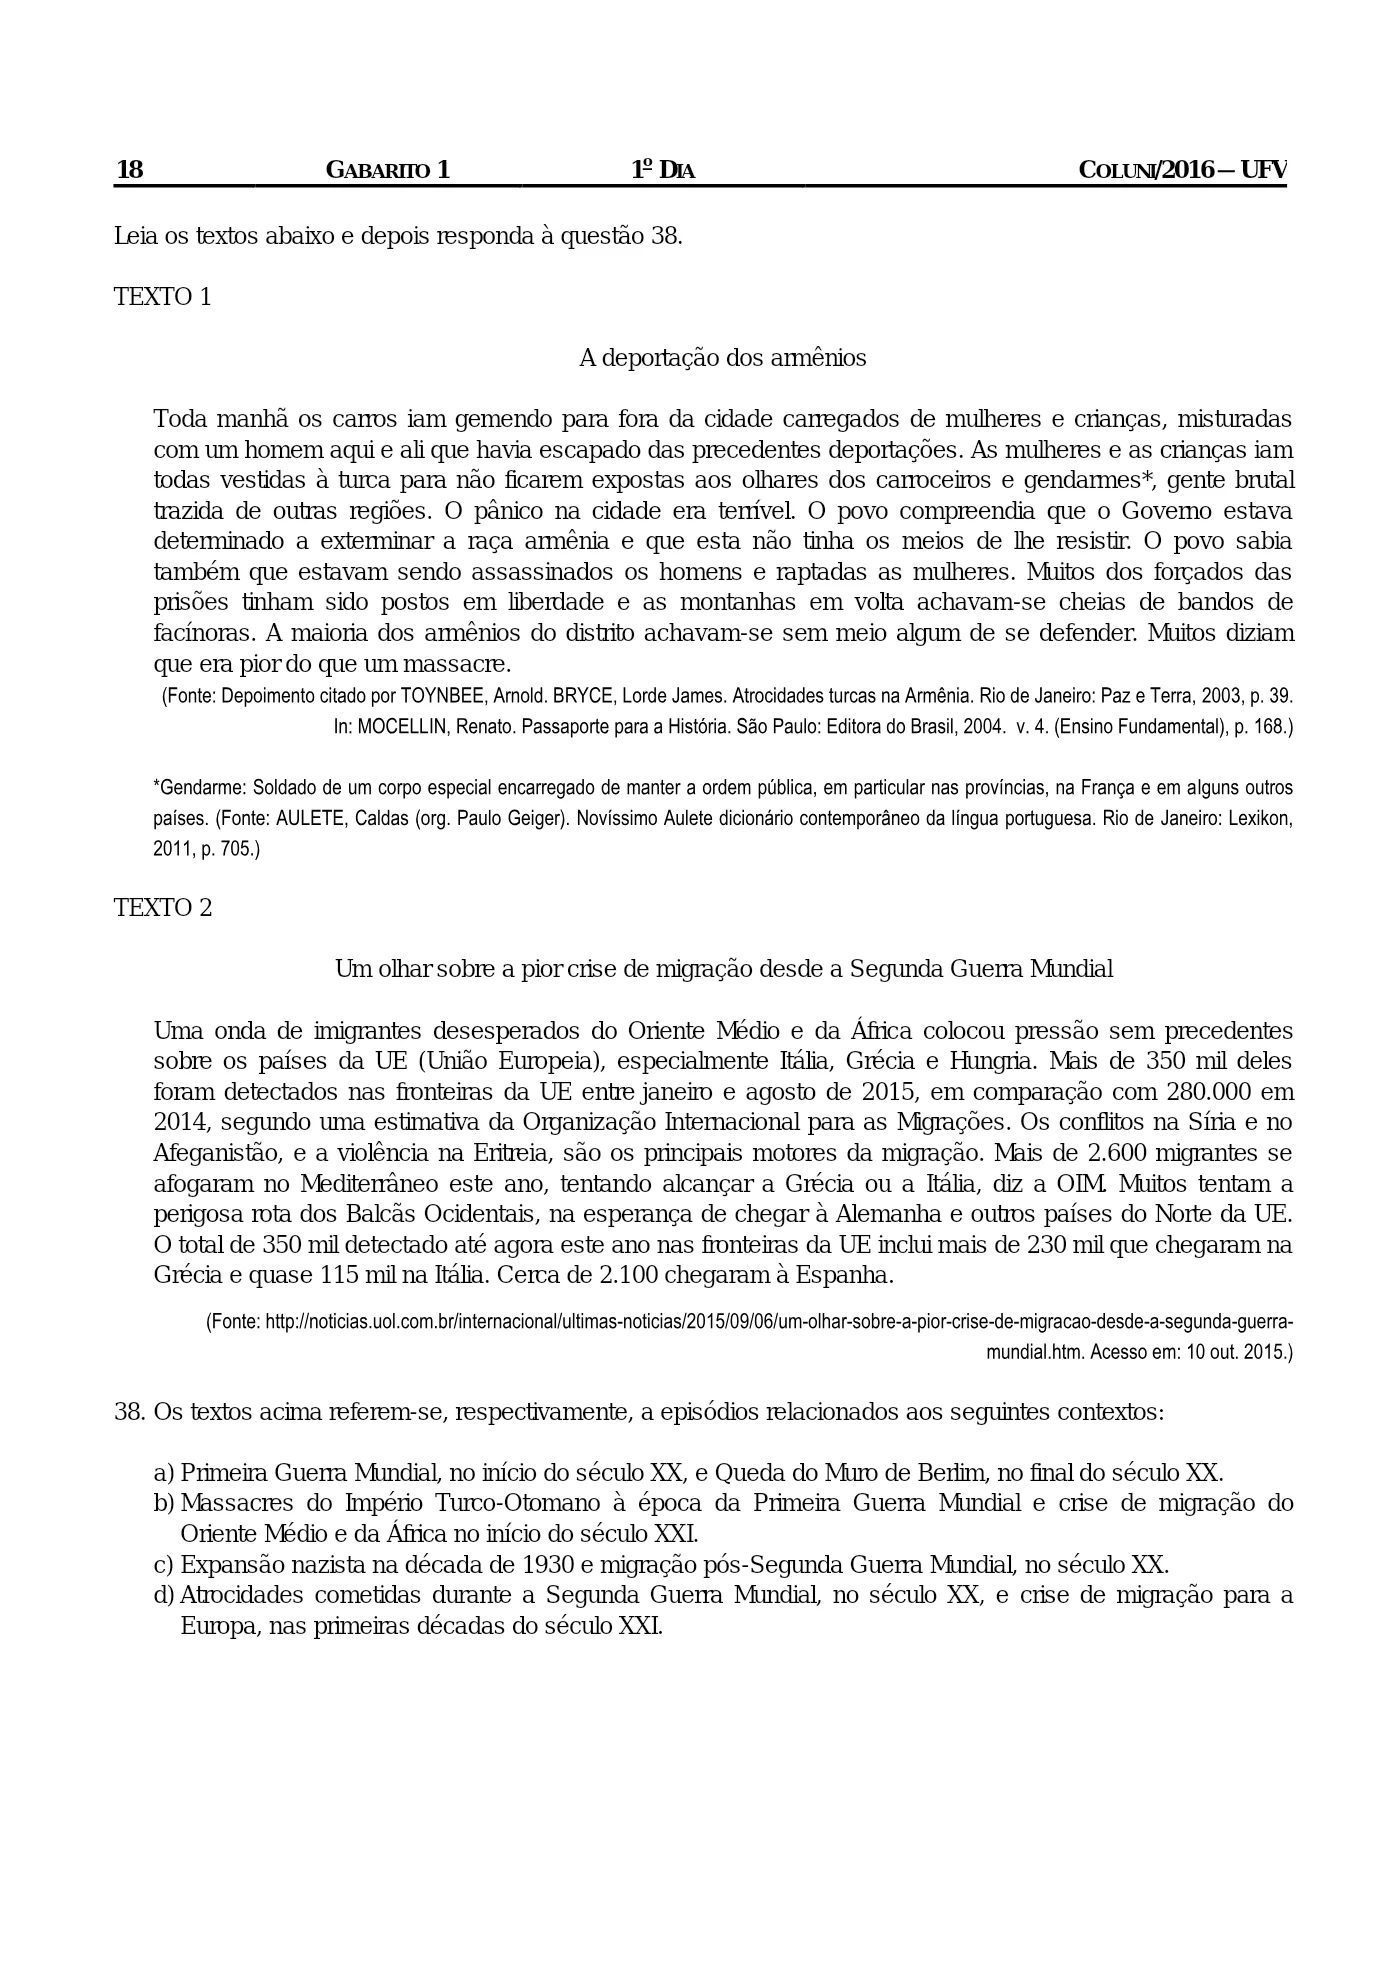 18 GABARITO 1 1º DIA COLUNI/2016 — UFV
Leia os textos abaixo e depois responda à questão 38.
TEXTO 1
A deportação dos armênios
Toda manhã os carros iam gemendo para fora da cidade carregados de mulheres e crianças, misturadas
com um homem aqui e ali que havia escapado das precedentes deportações. As mulheres e as crianças iam
todas vestidas à turca para não ficarem expostas aos olhares dos carroceiros e gendarmes*, gente brutal
trazida de outras regiões. O pânico na cidade era terrível. O povo compreendia que o Governo estava
determinado a exterminar a raça armênia e que esta não tinha os meios de lhe resistir. O povo sabia
também que estavam sendo assassinados os homens e raptadas as mulheres. Muitos dos forçados das
prisões tinham sido postos em liberdade e as montanhas em volta achavam-se cheias de bandos de
facínoras. A maioria dos armênios do distrito achavam-se sem meio algum de se defender. Muitos diziam
que era pior do que um massacre.
(Fonte: Depoimento citado por TOYNBEE, Arnold. BRYCE, Lorde James. Atrocidades turcas na Armênia. Rio de Janeiro: Paz e Terra, 2003, p. 39.
In: MOCELLIN, Renato. Passaporte para a História. São Paulo: Editora do Brasil, 2004. v. 4. (Ensino Fundamental), p. 168.)
*Gendarme: Soldado de um corpo especial encarregado de manter a ordem pública, em particular nas províncias, na França e em alguns outros
países. (Fonte: AULETE, Caldas (org. Paulo Geiger). Novíssimo Aulete dicionário contemporâneo da língua portuguesa. Rio de Janeiro: Lexikon,
2011, p. 705.)
TEXTO 2
Um olhar sobre a pior crise de migração desde a Segunda Guerra Mundial
Uma onda de imigrantes desesperados do Oriente Médio e da África colocou pressão sem precedentes
sobre os países da UE (União Europeia), especialmente Itália, Grécia e Hungria. Mais de 350 mil deles
foram detectados nas fronteiras da UE entre janeiro e agosto de 2015, em comparação com 280.000 em
2014, segundo uma estimativa da Organização Internacional para as Migrações. Os conflitos na Síria e no
Afeganistão, e a violência na Eritreia, são os principais motores da migração. Mais de 2.600 migrantes se
afogaram no Mediterrâneo este ano, tentando alcançar a Grécia ou a Itália, diz a OIM. Muitos tentam a
perigosa rota dos Balcãs Ocidentais, na esperança de chegar à Alemanha e outros países do Norte da UE.
O total de 350 mil detectado até agora este ano nas fronteiras da UE inclui mais de 230 mil que chegaram na
Grécia e quase 115 mil na Itália. Cerca de 2.100 chegaram à Espanha.
(Fonte: http://noticias.uol.com.br/internacional/ultimas-noticias/2015/09/06/um-olhar-sobre-a-pior-crise-de-migracao-desde-a-segunda-guerra-
mundial.htm. Acesso em: 10 out. 2015.)
38. Os textos acima referem-se, respectivamente, a episódios relacionados aos seguintes contextos:
a) Primeira Guerra Mundial, no início do século XX, e Queda do Muro de Berlim, no final do século XX.
b) Massacres do Império Turco-Otomano à época da Primeira Guerra Mundial e crise de migração do
Oriente Médio e da África no início do século XXI.
c) Expansão nazista na década de 1930 e migração pós-Segunda Guerra Mundial, no século XX.
d) Atrocidades cometidas durante a Segunda Guerra Mundial, no século XX, e crise de migração para a
Europa, nas primeiras décadas do século XXI.